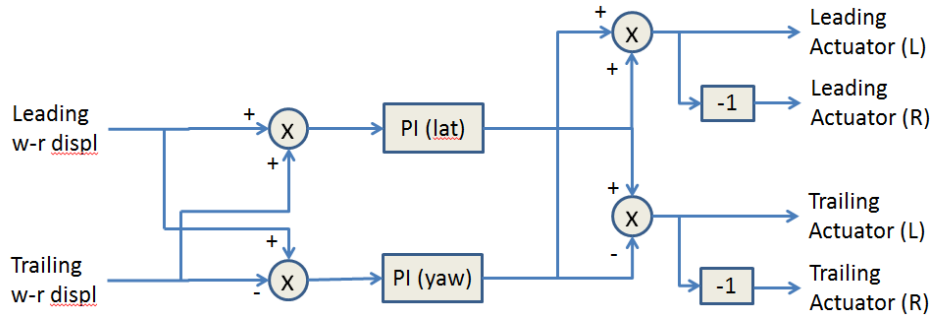 Leading
Actuator (L)
+
X
+
Leading
Actuator (R)
-1
Leading
w-r displ
+
X
+
PI (lat)
Trailing
Actuator (L)
+
X
-
Trailing
w-r displ
+
X
-
PI (yaw)
-1
Trailing
Actuator (R)